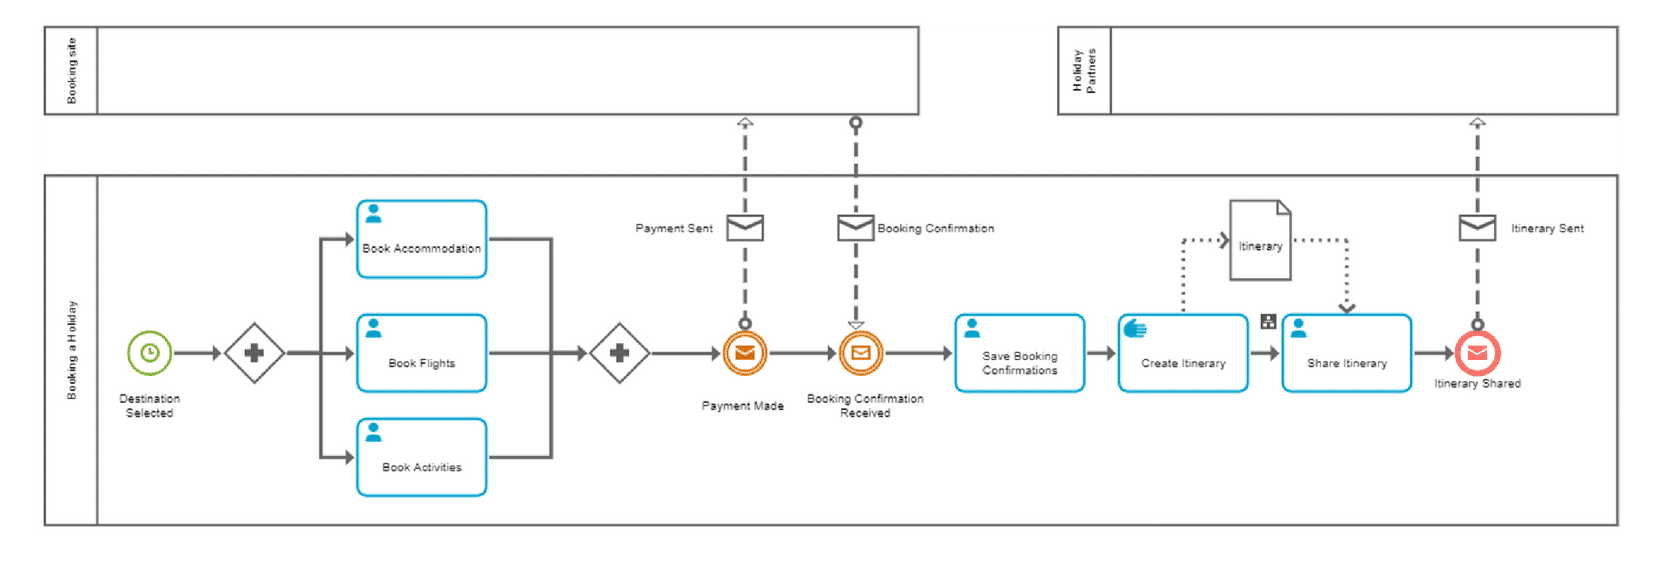 Booking site
Holiday
Partners
Booking a Holiday
Destination
Selected
Book Accommodation
Book Flights
Book Activities
Payment Sent
Payment Made
Booking Confirmation
Booking Confirmation
Received
Save Booking
Confirmations
Create Itinerary
Itinerary
Share Itinerary
Itinerary Sent
Itinerary Shared